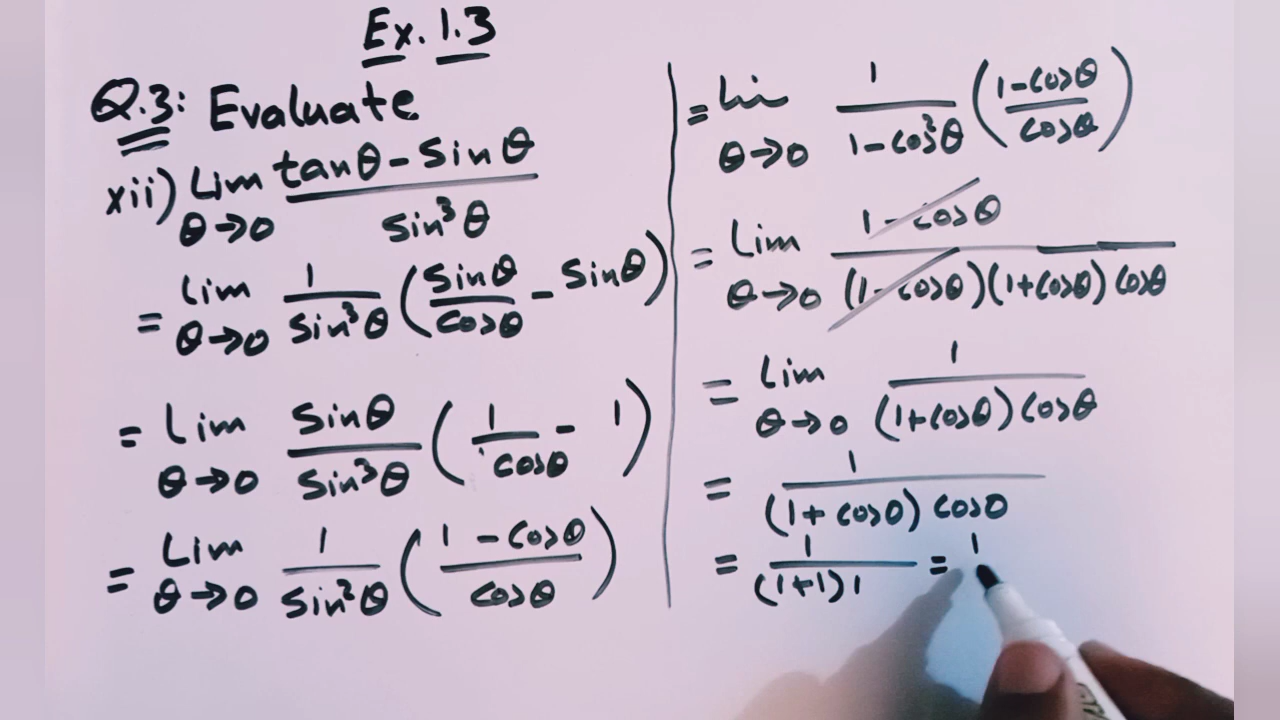 Ex. 1.3
Q.3: Evaluate
xii) Lim θ→0 (tanθ - Sinθ) / Sin³θ
= Lim θ→0 1/Sin³θ (Sinθ/Cosθ - Sinθ)
= Lim θ→0 Sinθ/Sin³θ (1/Cosθ - 1)
= Lim θ→0 1/Sin²θ ((1 - Cosθ)/Cosθ)
= Lim θ→0 1/(1-Cos²θ) ((1-Cosθ)/Cosθ)
= Lim θ→0 (1-Cosθ) / ((1-Cosθ)(1+Cosθ) Cosθ)
= Lim θ→0 1 / ((1+Cosθ) Cosθ)
= 1 / ((1+Cos0) Cos0)
= 1 / ((1+1) 1) = 1